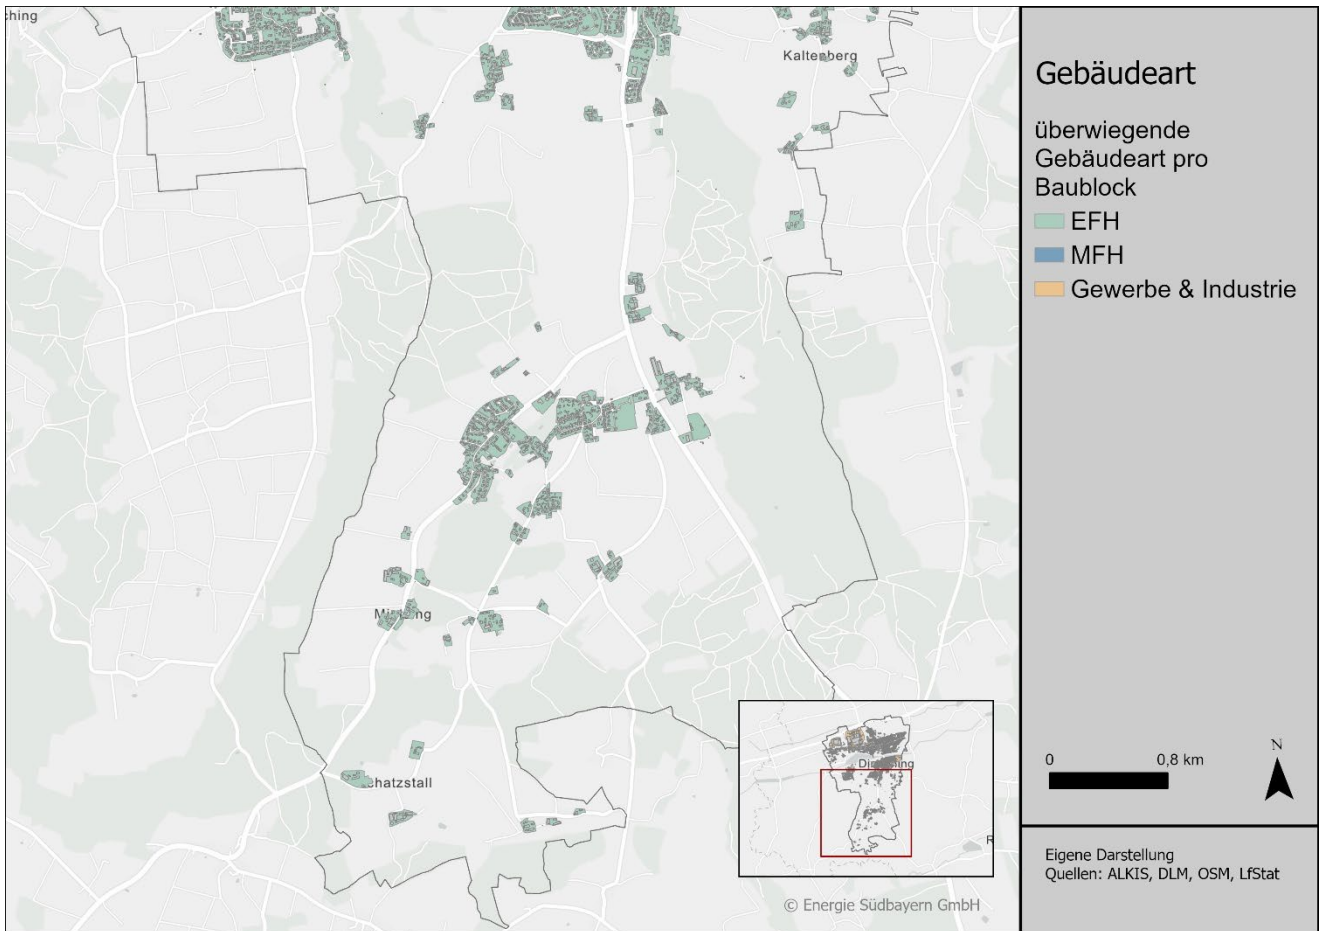 ching
Kaltenberg
Schatzstall
© Energie Südbayern GmbH
Gebäudeart
überwiegende
Gebäudeart pro
Baublock
EFH
MFH
Gewerbe & Industrie
0
0,8 km
N
Eigene Darstellung
Quellen: ALKIS, DLM, OSM, LfStat